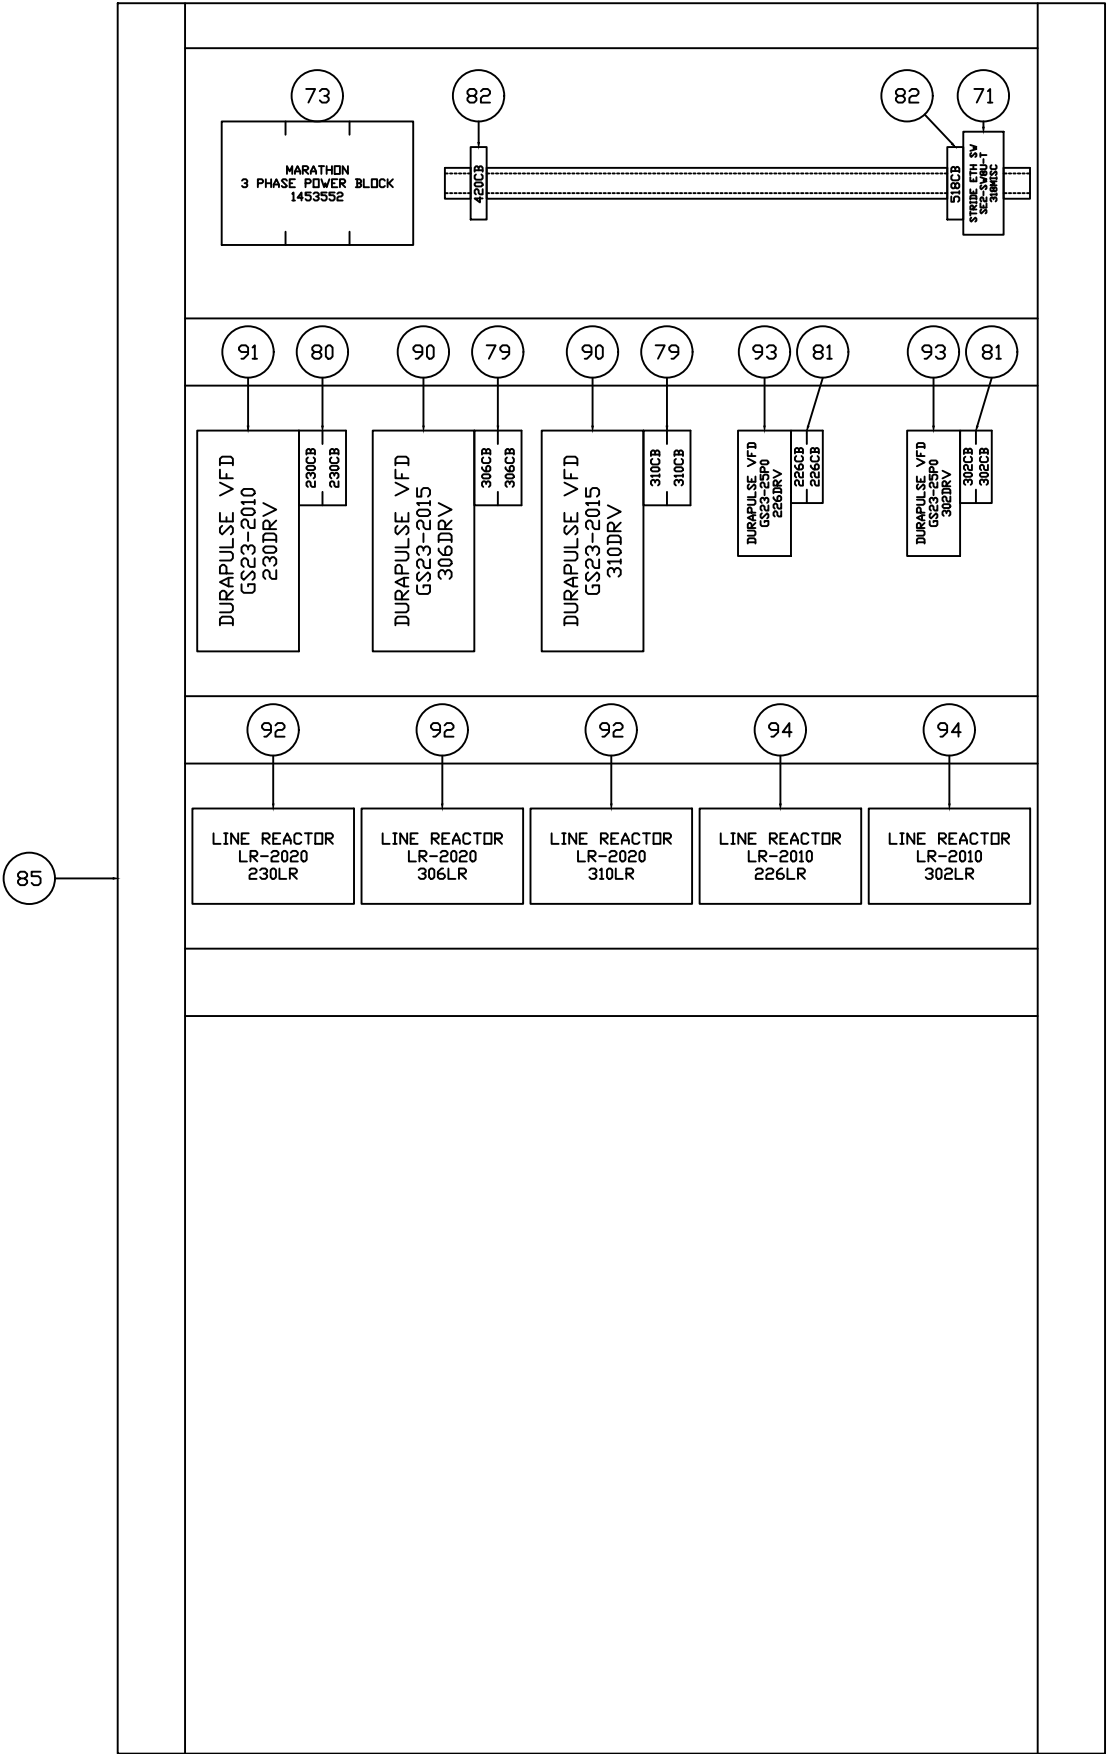 73
82
82
71
MARATHON
3 PHASE POWER BLOCK
1453552
420CB
518CB
STRIDE ETH SW
SE2-SW8U-T
318MISC
91
80
90
79
90
79
93
81
93
81
DURAPULSE VFD
GS23-2010
230DRV
230CB
230CB
DURAPULSE VFD
GS23-2015
306DRV
306CB
306CB
DURAPULSE VFD
GS23-2015
310DRV
310CB
310CB
DURAPULSE VFD
GS23-25P0
226DRV
226CB
226CB
DURAPULSE VFD
GS23-25P0
302DRV
302CB
302CB
92
92
92
94
94
LINE REACTOR
LR-2020
230LR
LINE REACTOR
LR-2020
306LR
LINE REACTOR
LR-2020
310LR
LINE REACTOR
LR-2010
226LR
LINE REACTOR
LR-2010
302LR
85